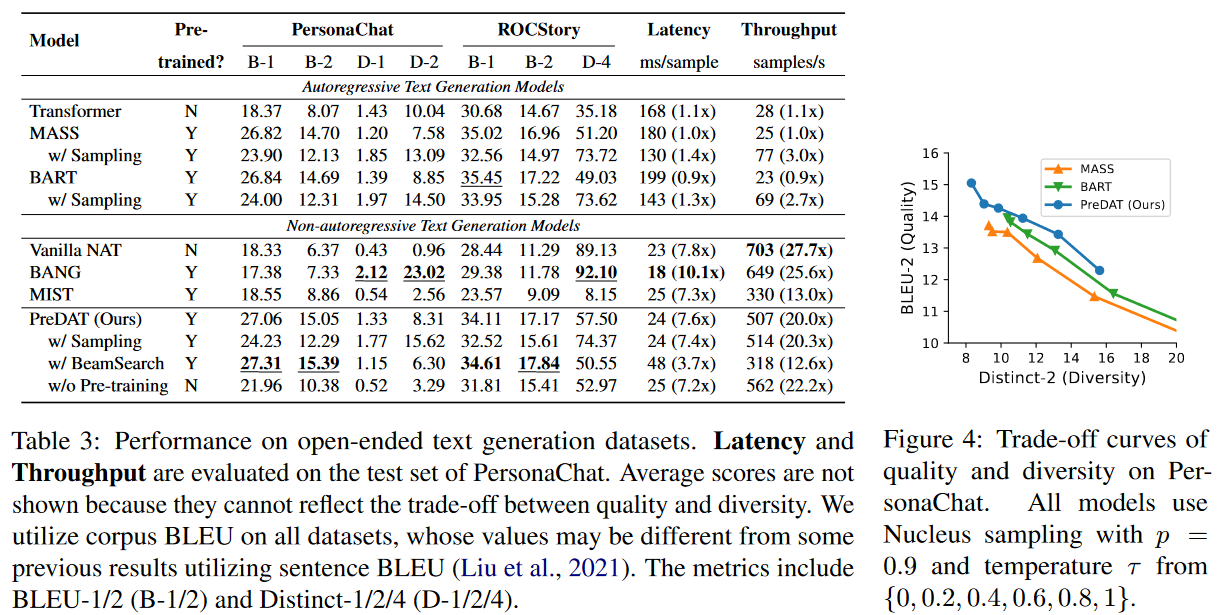 Model Pre-trained? PersonaChat ROCStory Latency Throughput
B-1 B-2 D-1 D-2 B-1 B-2 D-4 ms/sample samples/s
Autoregressive Text Generation Models
Transformer N 18.37 8.07 1.43 10.04 30.68 14.67 35.18 168 (1.1x) 28 (1.1x)
MASS Y 26.82 14.70 1.20 7.58 35.02 16.96 51.20 180 (1.0x) 25 (1.0x)
w/ Sampling Y 23.90 12.13 1.85 13.09 32.56 14.97 73.72 130 (1.4x) 77 (3.0x)
BART Y 26.84 14.69 1.39 8.85 35.45 17.22 49.03 199 (0.9x) 23 (0.9x)
w/ Sampling Y 24.00 12.31 1.97 14.50 33.95 15.28 73.62 143 (1.3x) 69 (2.7x)
Non-autoregressive Text Generation Models
Vanilla NAT N 18.33 6.37 0.43 0.96 28.44 11.29 89.13 23 (7.8x) 703 (27.7x)
BANG Y 17.38 7.33 2.12 23.02 29.38 11.78 92.10 18 (10.1x) 649 (25.6x)
MIST Y 18.55 8.86 0.54 2.56 23.57 9.09 8.15 25 (7.3x) 330 (13.0x)
PreDAT (Ours) Y 27.06 15.05 1.33 8.31 34.11 17.17 57.50 24 (7.6x) 507 (20.0x)
w/ Sampling Y 24.23 12.29 1.77 15.62 32.52 15.61 74.37 24 (7.4x) 514 (20.3x)
w/ BeamSearch Y 27.31 15.39 1.15 6.30 34.61 17.84 50.55 48 (3.7x) 318 (12.6x)
w/o Pre-training N 21.96 10.38 0.52 3.29 31.81 15.41 52.97 25 (7.2x) 562 (22.2x)
Table 3: Performance on open-ended text generation datasets. Latency and
Throughput are evaluated on the test set of PersonaChat. Average scores are not
shown because they cannot reflect the trade-off between quality and diversity. We
utilize corpus BLEU on all datasets, whose values may be different from some
previous results utilizing sentence BLEU (Liu et al., 2021). The metrics include
BLEU-1/2 (B-1/2) and Distinct-1/2/4 (D-1/2/4).
BLEU-2 (Quality)
16
15
14
13
12
11
10
MASS
BART
PreDAT (Ours)
8 10 12 14 16 18 20
Distinct-2 (Diversity)
Figure 4: Trade-off curves of
quality and diversity on Per-
sonaChat. All models use
Nucleus sampling with p =
0.9 and temperature τ from
{0, 0.2, 0.4, 0.6, 0.8, 1}.